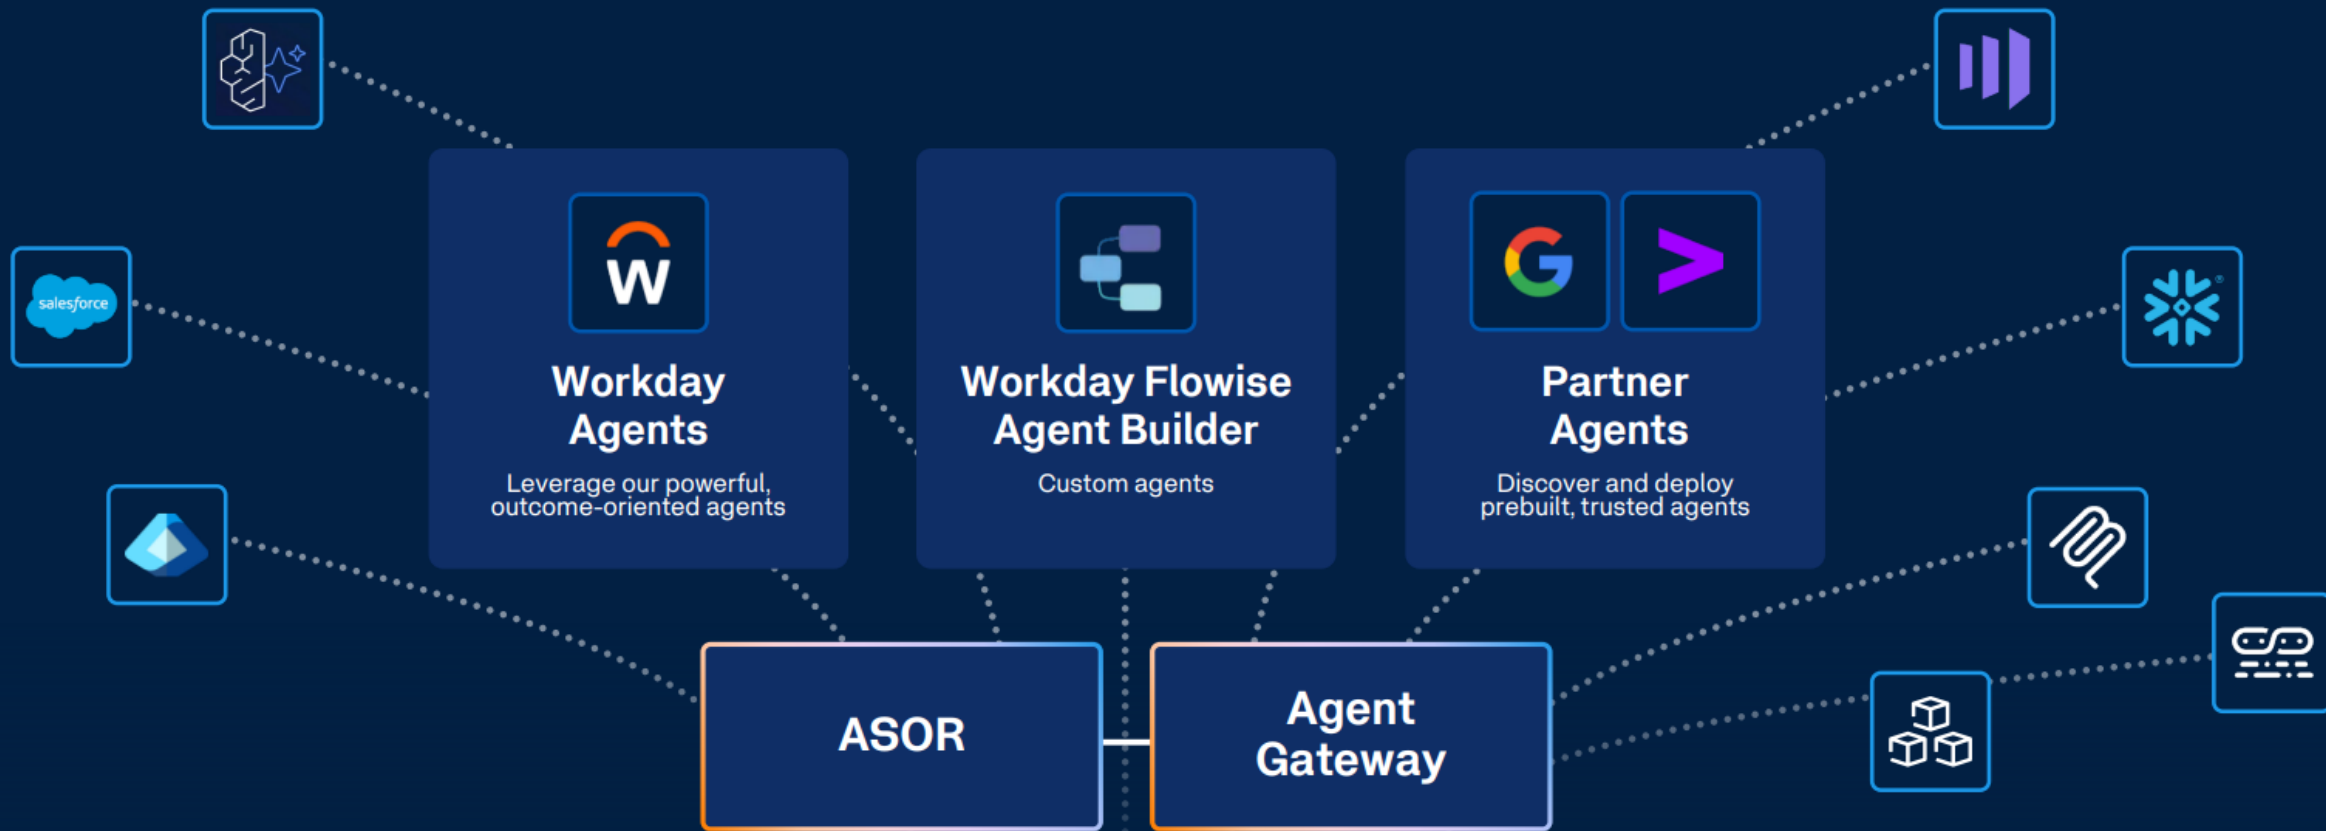 salesforce
W
Workday
Agents
Leverage our powerful,
outcome-oriented agents
Workday Flowise
Agent Builder
Custom agents
G
Partner
Agents
Discover and deploy
prebuilt, trusted agents
®
ASOR
Agent
Gateway